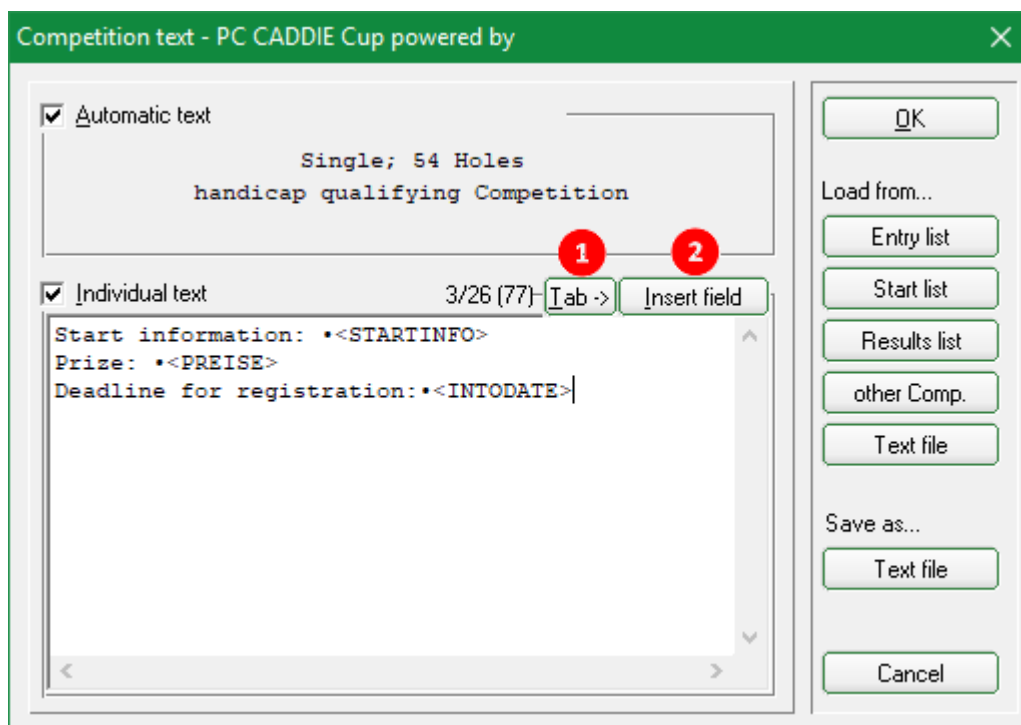 Competition text - PC CADDIE Cup powered by
Automatic text
Single; 54 Holes
handicap qualifying Competition
1
2
Individual text 3/26 (77) Tab -> Insert field
Start information: •<STARTINFO>
Prize: •<PREISE>
Deadline for registration:•<INTODATE>
OK
Load from...
Entry list
Start list
Results list
other Comp.
Text file
Save as...
Text file
Cancel